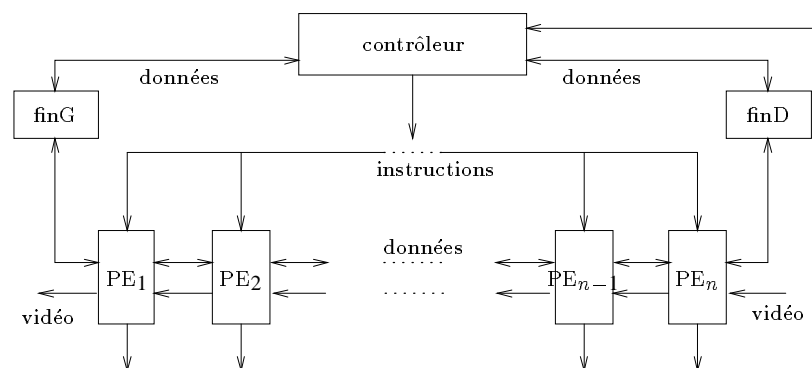 contrôleur
données
données
finG
finD
instructions
données
PE1
PE2
PEn−1
PEn
vidéo
vidéo